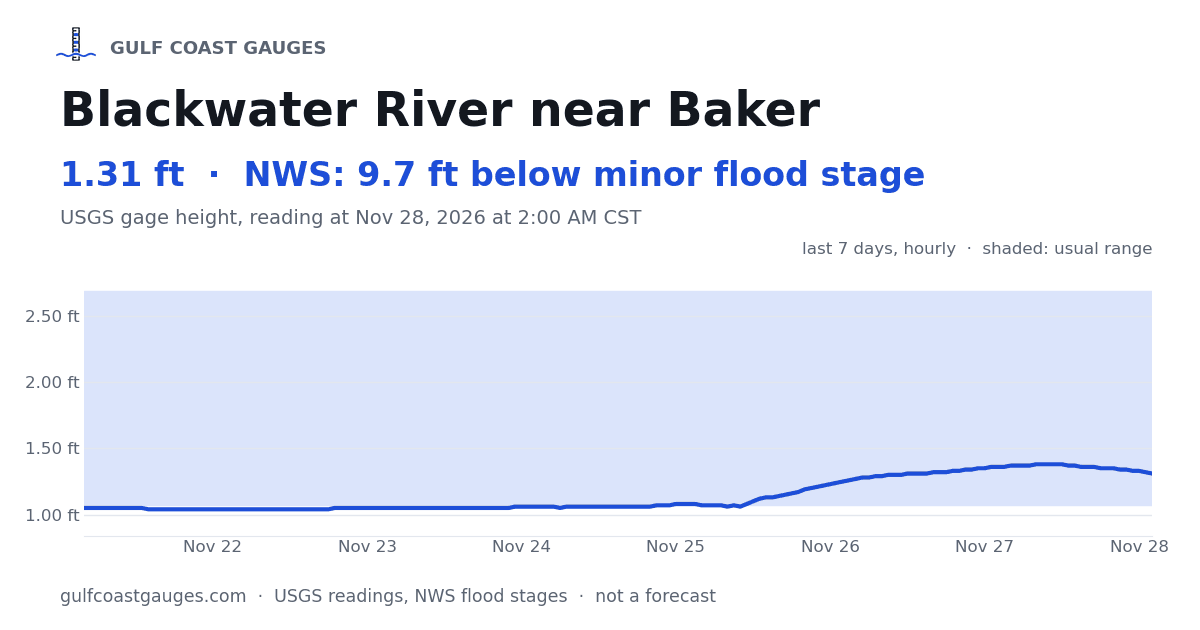 GULF COAST GAUGES
Blackwater River near Baker
1.31 ft · NWS: 9.7 ft below minor flood stage
USGS gage height, reading at Nov 28, 2026 at 2:00 AM CST
last 7 days, hourly · shaded: usual range
2.50 ft
2.00 ft
1.50 ft
1.00 ft
Nov 22 Nov 23 Nov 24 Nov 25 Nov 26 Nov 27 Nov 28
gulfcoastgauges.com · USGS readings, NWS flood stages · not a forecast